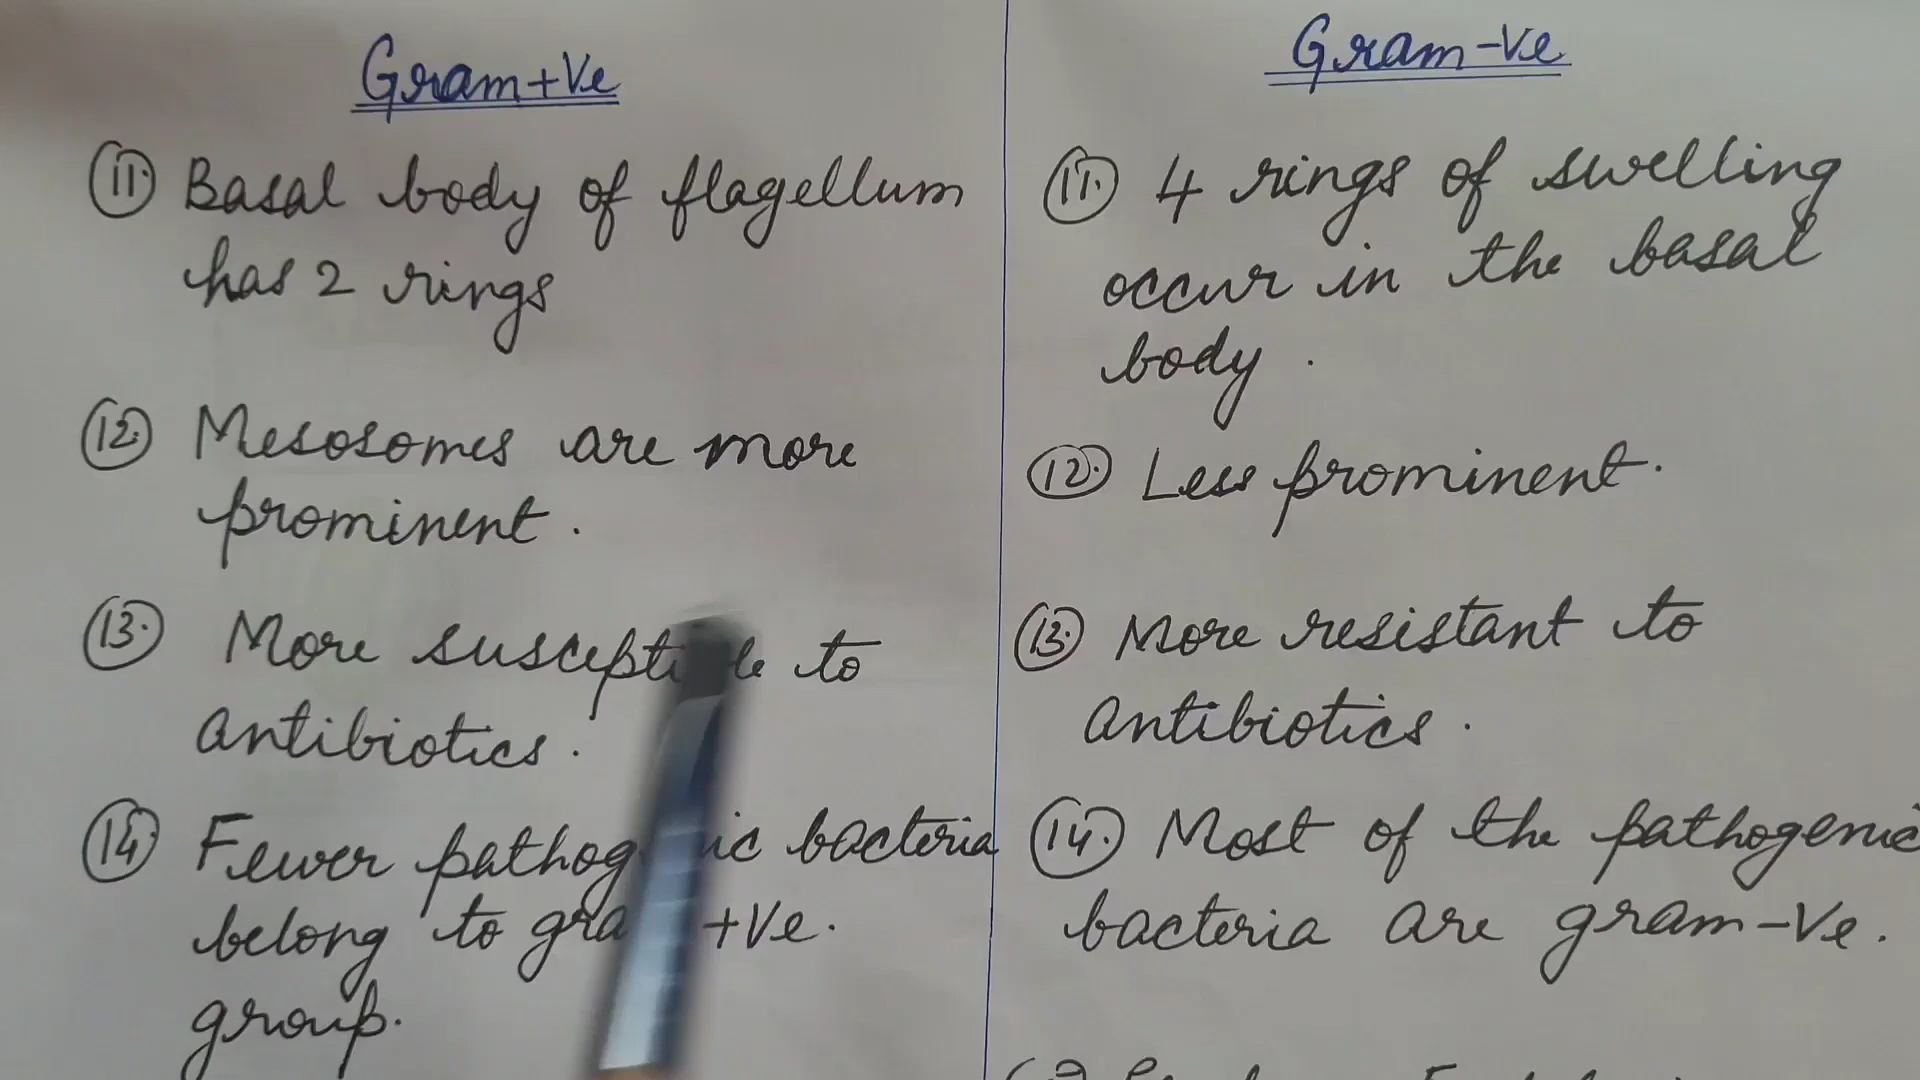 Gram+Ve
11. Basal body of flagellum
has 2 rings
12. Mesosomes are more
prominent.
13. More to
antibiotics.
14. Fewer bacteria
belong to +Ve.
group.
Gram-Ve
11. 4 rings of swelling
occur in the basal
body.
12. Less prominent.
13. More resistant to
antibiotics.
14. Most of the pathogenic
bacteria are gram-Ve.